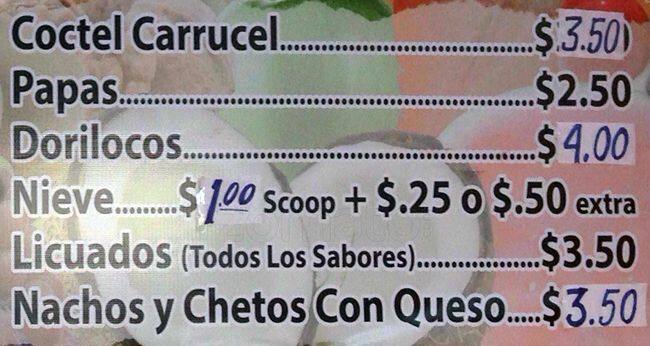 Coctel Carrucel..............................$3.50
Papas.................................................$2.50
Dorilocos..........................................$4.00
Nieve.........$1.00 Scoop + $.25 o $.50 extra
Licuados (Todos Los Sabores)..............$3.50
Nachos y Chetos Con Queso.....$3.50